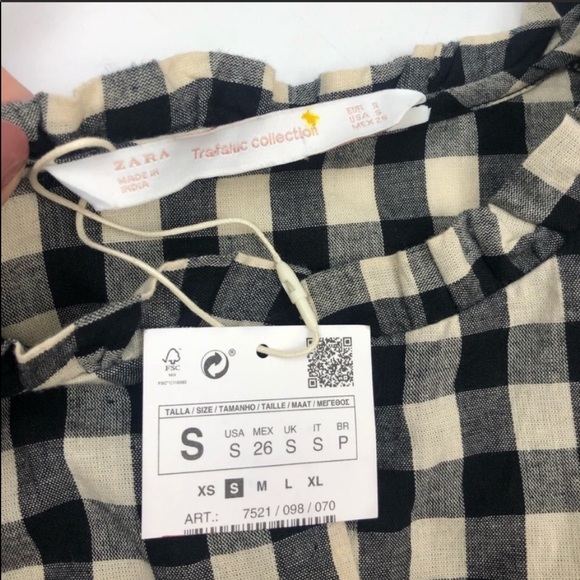 ZARA
MADE IN
INDIA
Trafaluc collection
EUR S
USA S
MEX 26
FSC
TALLA / SIZE / TAMANHO / TAILLE / MAAT / ΜΕΓΕΘΟΣ
S
USA MEX UK IT BR
S 26 S S P
XS S M L XL
ART.: 7521 / 098 / 070